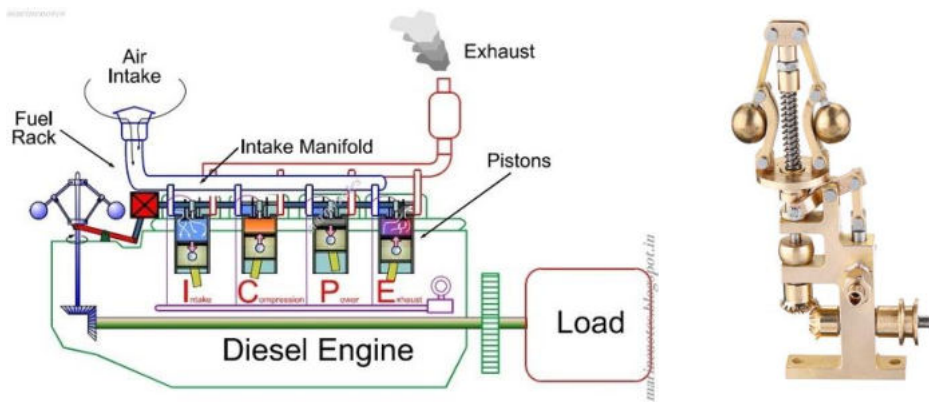 Air
Intake
Exhaust
Fuel
Rack
Intake Manifold
Pistons
Intake
Compression
Power
Exhaust
Diesel Engine
Load